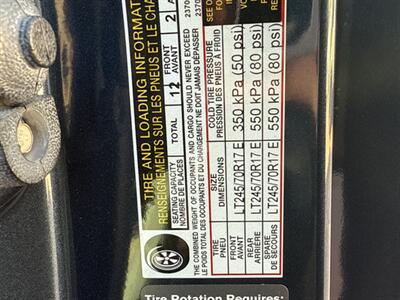 TIRE AND LOADING INFORMAT
RENSEIGNEMENTS SUR LES PNEUS ET LE CHA
SEATING CAPACITY
NOMBRE DE PLACES
TOTAL
12
FRONT
AVANT
2
THE COMBINED WEIGHT OF OCCUPANTS AND CARGO SHOULD NEVER EXCEED 2370
LE POIDS TOTAL DES OCCUPANTS ET DU CHARGEMENT NE DOIT JAMAIS DÉPASSER 2370
TIRE
PNEU
SIZE
DIMENSIONS
COLD TIRE PRESSURE
PRESSION DES PNEUS À FROID
FRONT
AVANT
LT245/70R17 E
350 kPa (50 psi)
REAR
ARRIÈRE
LT245/70R17 E
550 kPa (80 psi)
SPARE
DE SECOURS
LT245/70R17 E
550 kPa (80 psi)
Tire Rotation Requires: